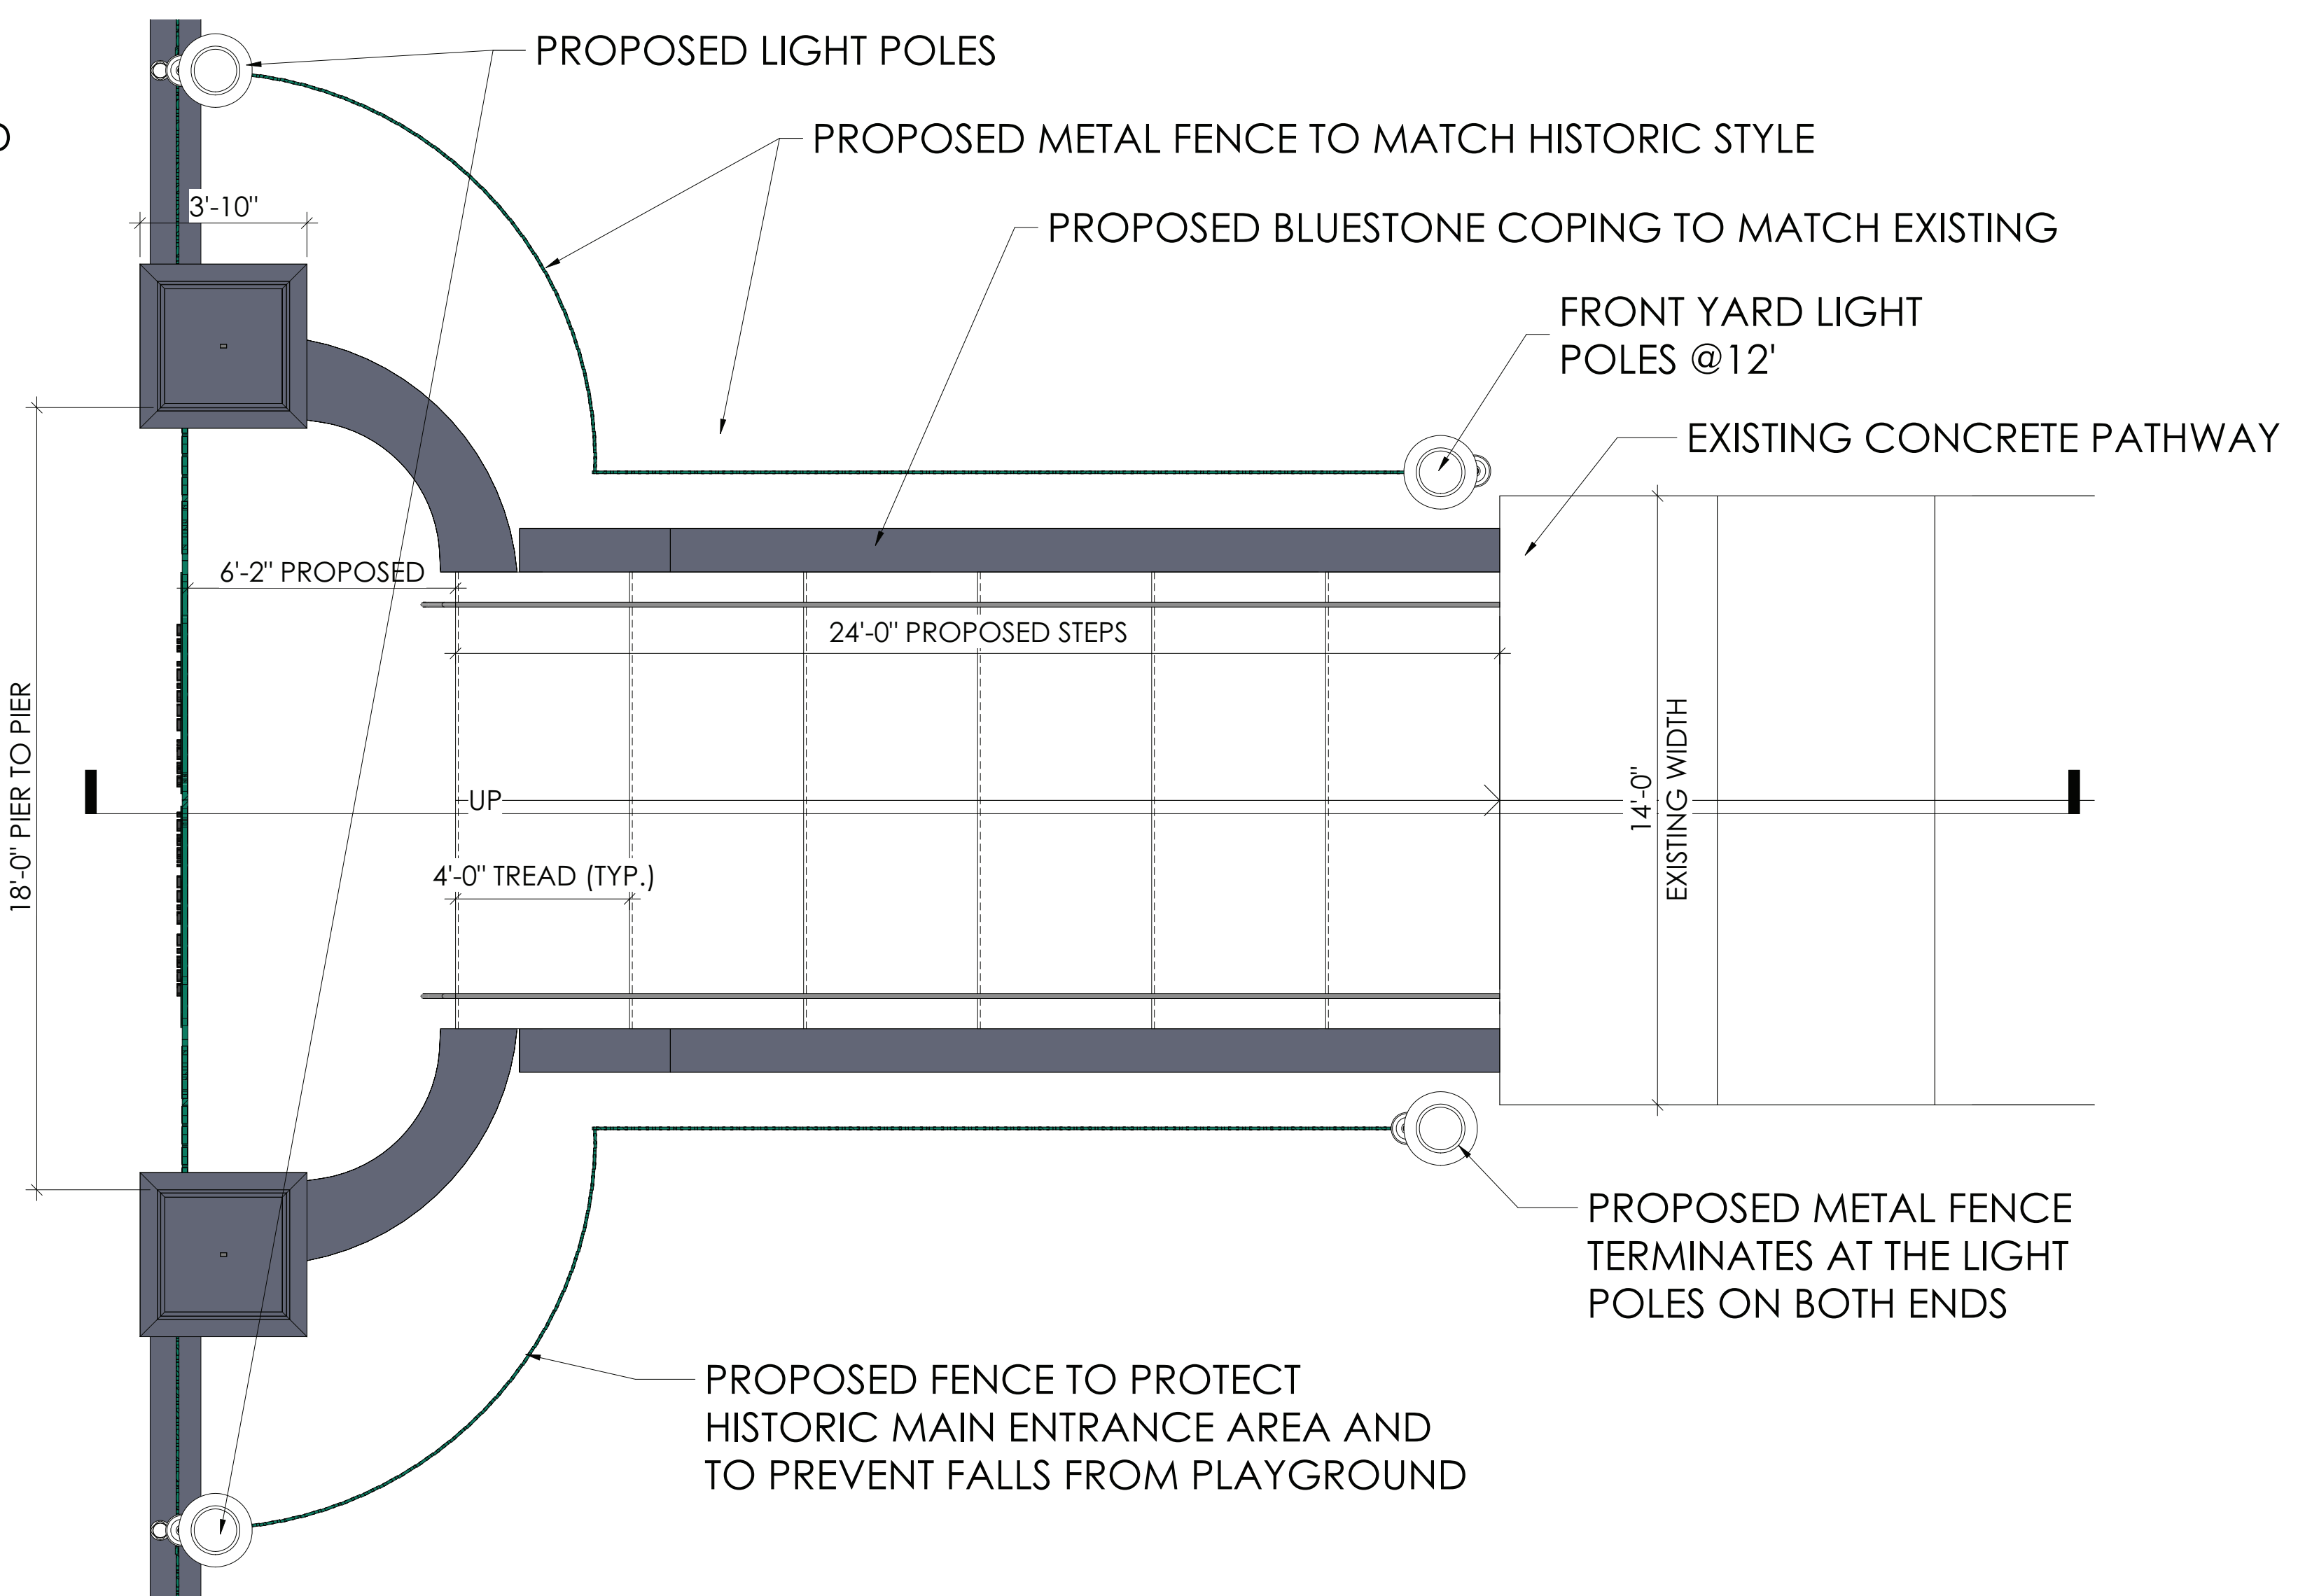 PROPOSED LIGHT POLES
PROPOSED METAL FENCE TO MATCH HISTORIC STYLE
3'-10"
PROPOSED BLUESTONE COPING TO MATCH EXISTING
FRONT YARD LIGHT
POLES @12'
EXISTING CONCRETE PATHWAY
6'-2" PROPOSED
24'-0" PROPOSED STEPS
18'-0" PIER TO PIER
UP
14'-0"
EXISTING WIDTH
4'-0" TREAD (TYP.)
PROPOSED METAL FENCE
TERMINATES AT THE LIGHT
POLES ON BOTH ENDS
PROPOSED FENCE TO PROTECT
HISTORIC MAIN ENTRANCE AREA AND
TO PREVENT FALLS FROM PLAYGROUND